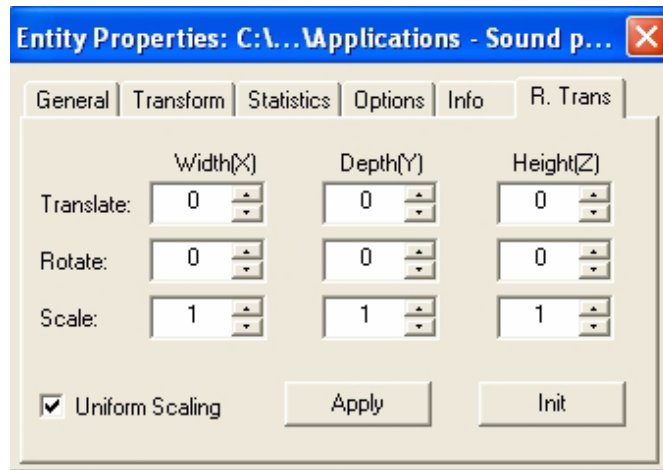 Entity Properties: C:\...\Applications - Sound p...
General Transform Statistics Options Info R. Trans
Width(X) Depth(Y) Height(Z)
Translate: 0 0 0
Rotate: 0 0 0
Scale: 1 1 1
Uniform Scaling Apply Init